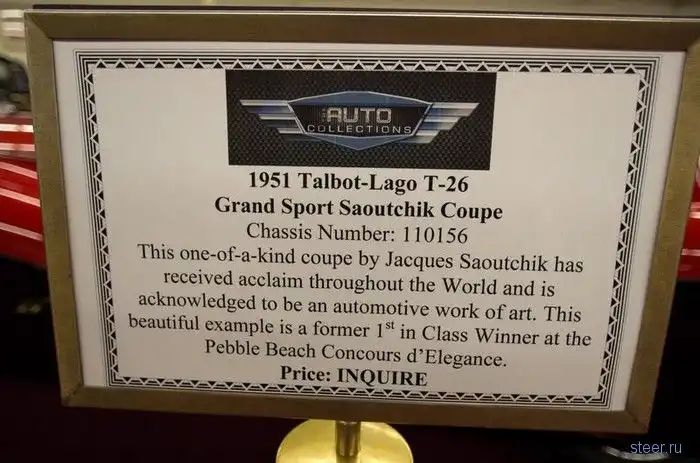 AUTO
COLLECTIONS
1951 Talbot-Lago T-26
Grand Sport Saoutchik Coupe
Chassis Number: 110156
This one-of-a-kind coupe by Jacques Saoutchik has
received acclaim throughout the World and is
acknowledged to be an automotive work of art. This
beautiful example is a former 1st in Class Winner at the
Pebble Beach Concours d’Elegance.
Price: INQUIRE
steer.ru